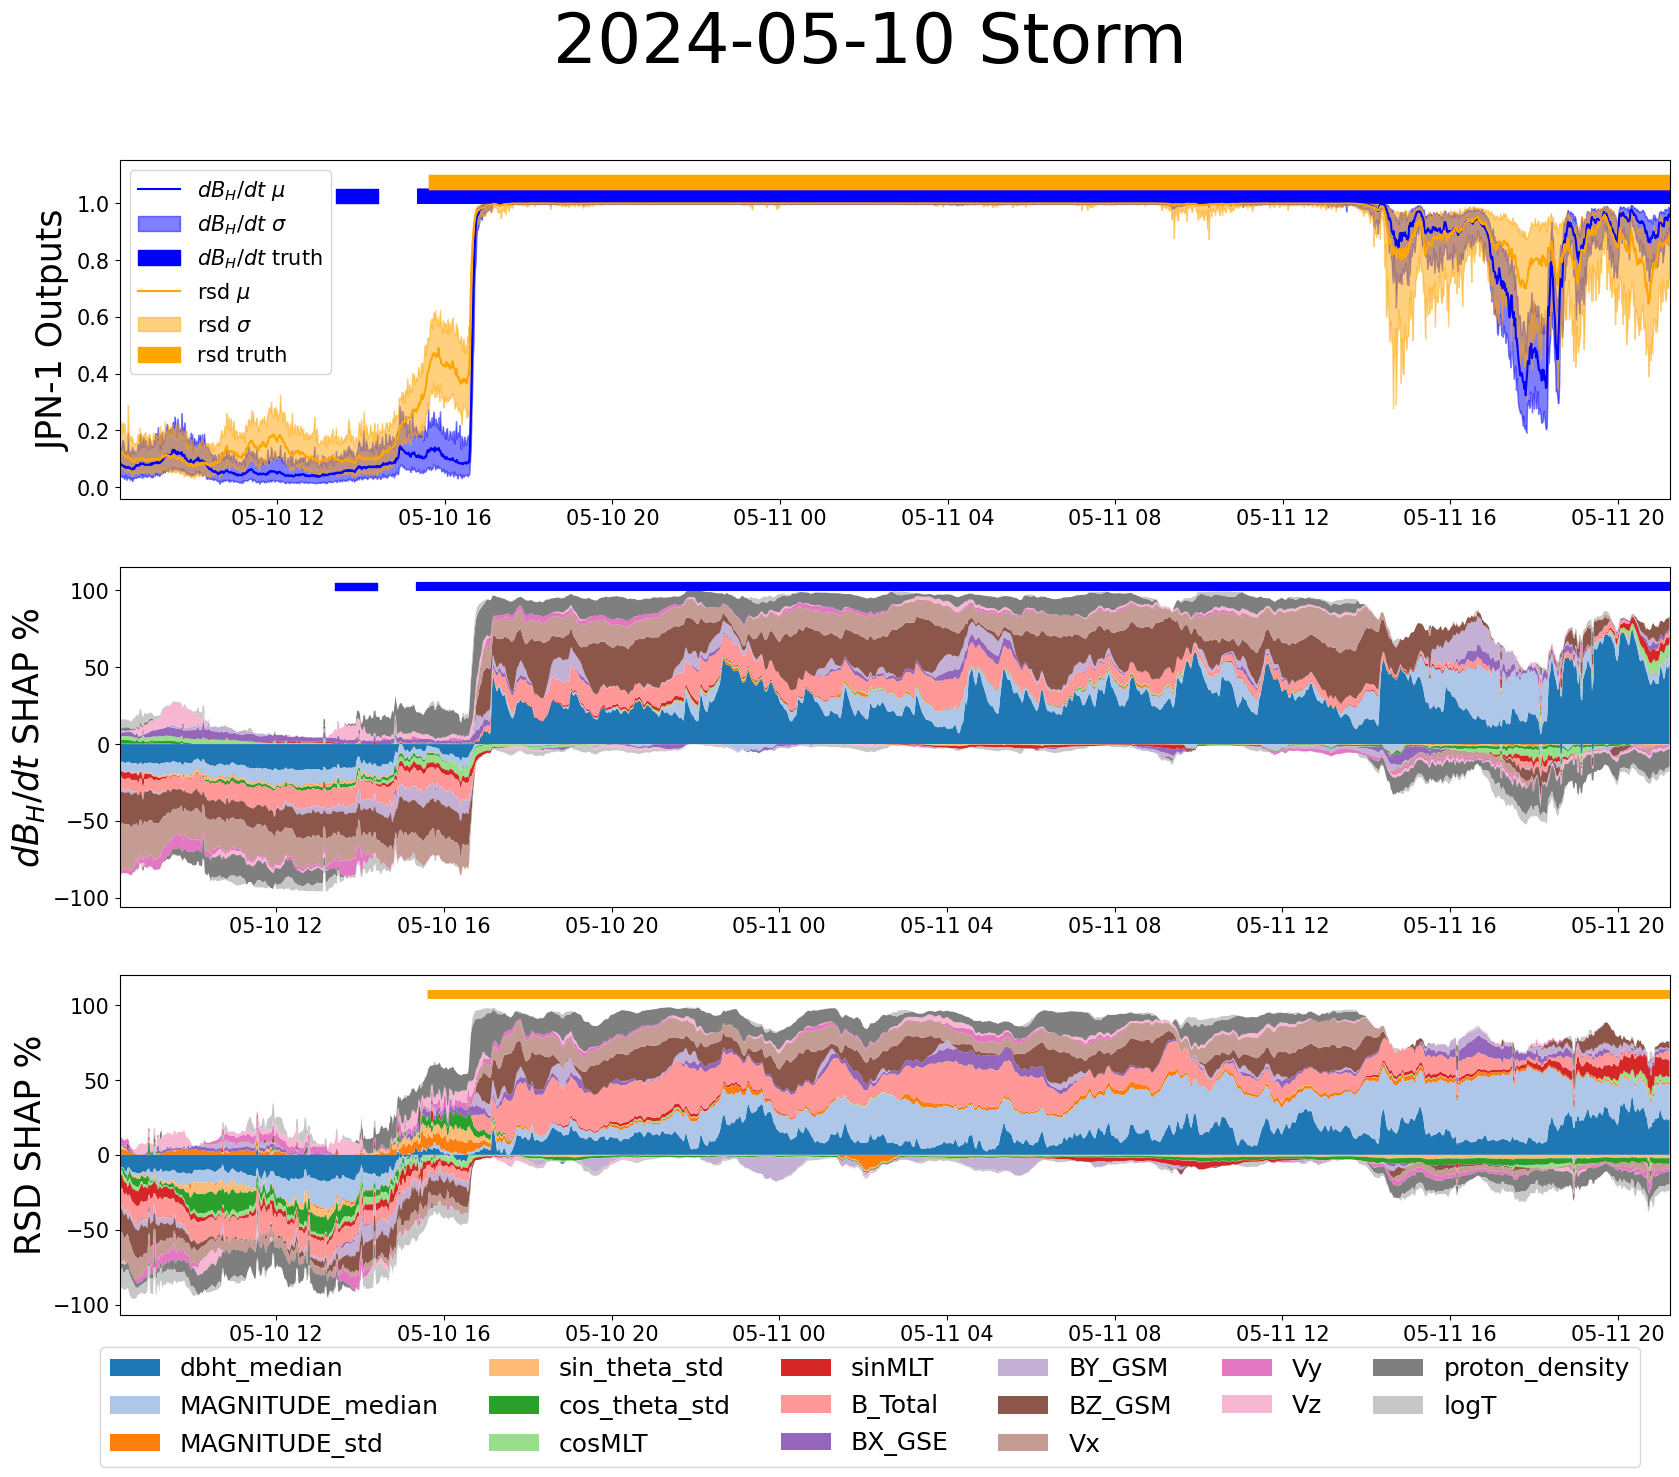 2024-05-10 Storm
JPN-1 Outputs
1.0
0.8
0.6
0.4
0.2
0.0
dB_H/dt μ
dB_H/dt σ
dB_H/dt truth
rsd μ
rsd σ
rsd truth
05-10 12 05-10 16 05-10 20 05-11 00 05-11 04 05-11 08 05-11 12 05-11 16 05-11 20
dB_H/dt SHAP %
100
50
0
−50
−100
05-10 12 05-10 16 05-10 20 05-11 00 05-11 04 05-11 08 05-11 12 05-11 16 05-11 20
RSD SHAP %
100
50
0
−50
−100
05-10 12 05-10 16 05-10 20 05-11 00 05-11 04 05-11 08 05-11 12 05-11 16 05-11 20
dbht_median sin_theta_std sinMLT BY_GSM Vy proton_density
MAGNITUDE_median cos_theta_std B_Total BZ_GSM Vz logT
MAGNITUDE_std cosMLT BX_GSE Vx